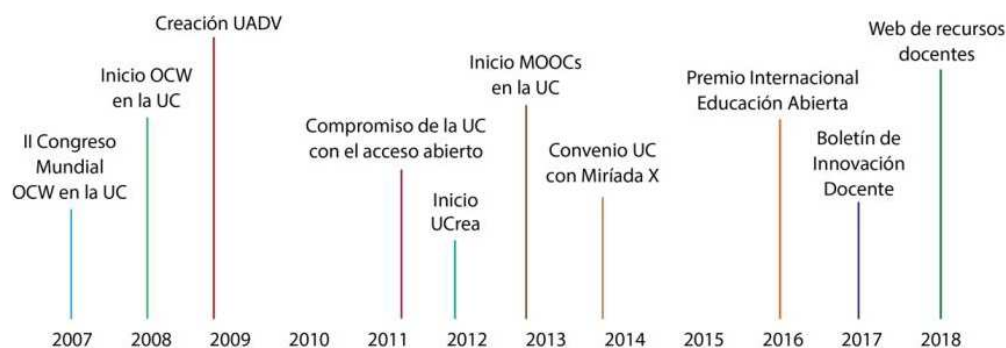 Creación UADV
Web de recursos
docentes
Inicio OCW
en la UC
Inicio MOOCs
en la UC
Premio Internacional
Educación Abierta
II Congreso
Mundial
OCW en la UC
Compromiso de la UC
con el acceso abierto
Convenio UC
con Miríada X
Boletín de
Innovación
Docente
Inicio
UCrea
2007 2008 2009 2010 2011 2012 2013 2014 2015 2016 2017 2018